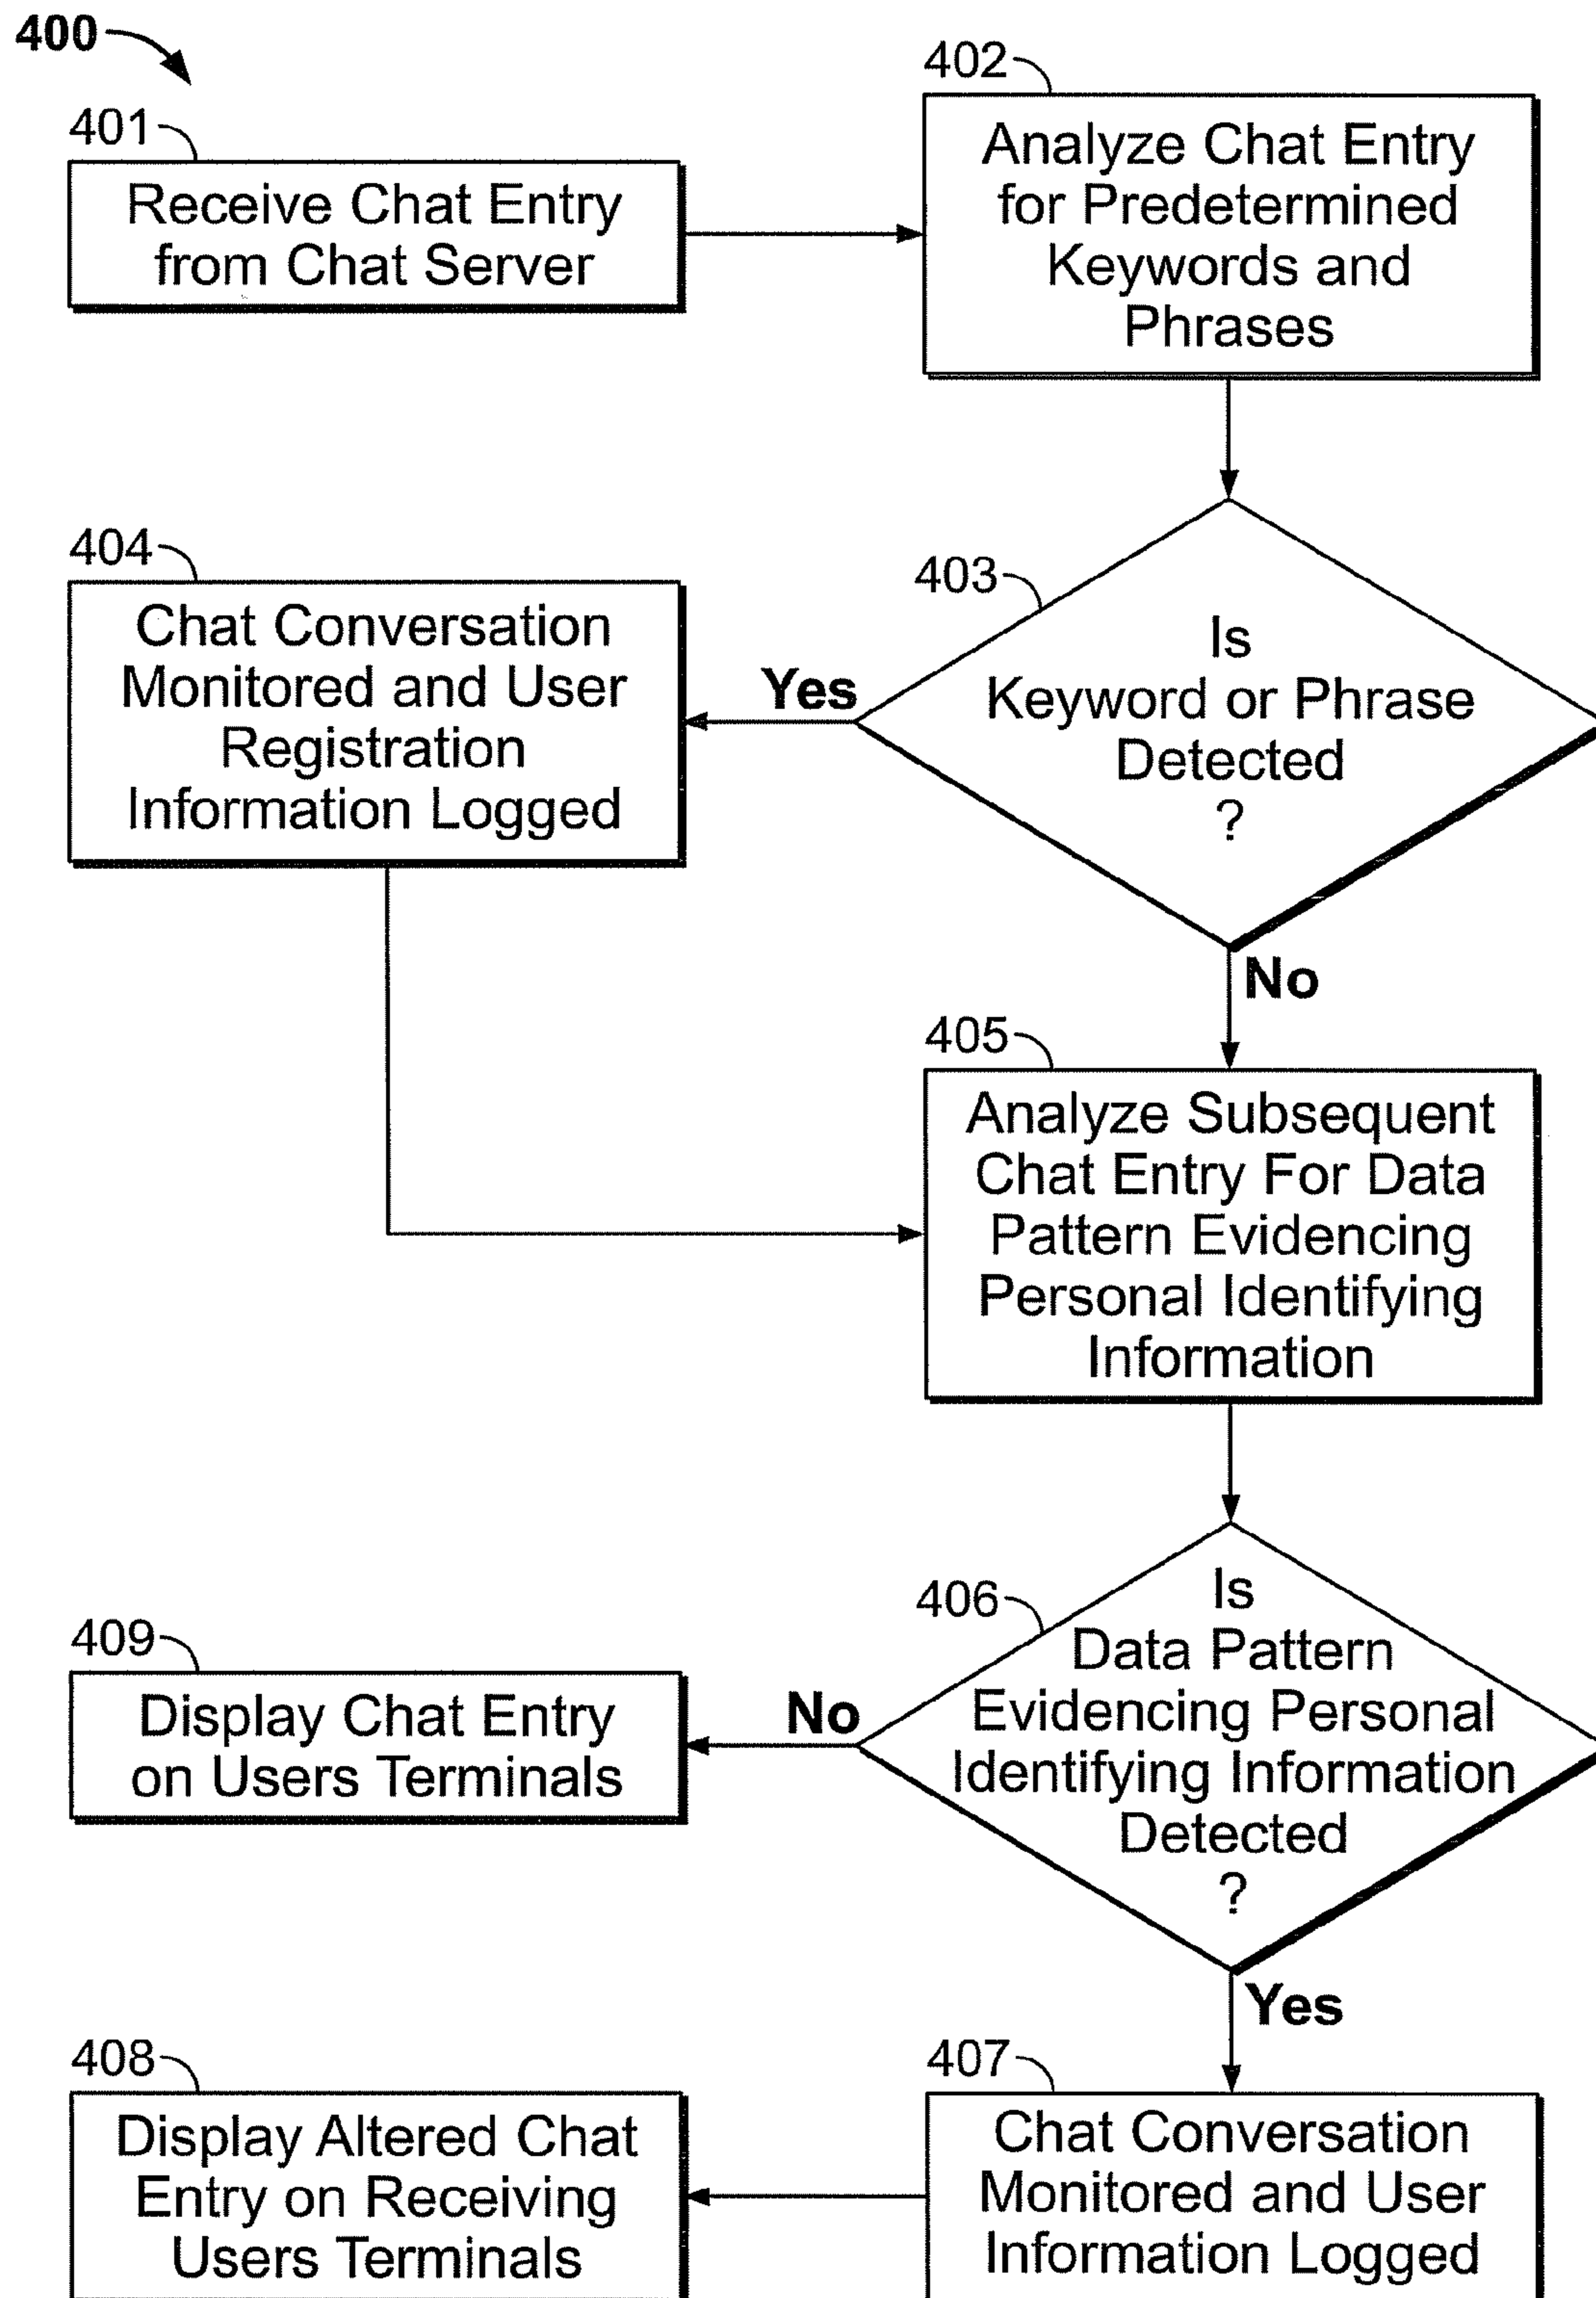 400
401
Receive Chat Entry
from Chat Server
402
Analyze Chat Entry
for Predetermined
Keywords and
Phrases
403
Is
Keyword or Phrase
Detected
?
Yes
No
404
Chat Conversation
Monitored and User
Registration
Information Logged
405
Analyze Subsequent
Chat Entry For Data
Pattern Evidencing
Personal Identifying
Information
406
Is
Data Pattern
Evidencing Personal
Identifying Information
Detected
?
No
Yes
409
Display Chat Entry
on Users Terminals
407
Chat Conversation
Monitored and User
Information Logged
408
Display Altered Chat
Entry on Receiving
Users Terminals